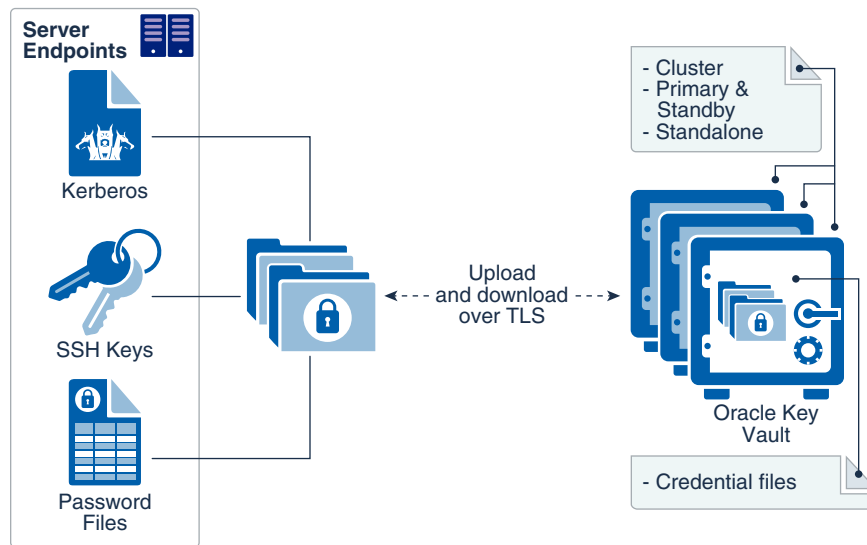 Server
Endpoints
Kerberos
SSH Keys
Password
Files
Upload
and download
over TLS
- Cluster
- Primary &
Standby
- Standalone
Oracle Key
Vault
- Credential files